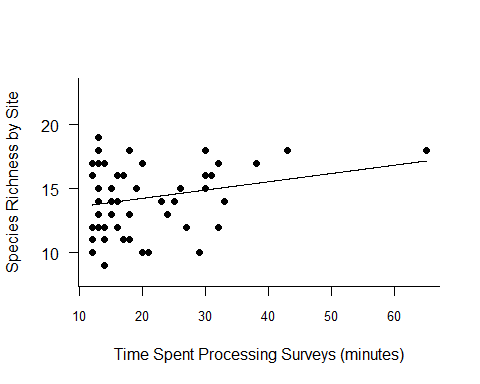 Species Richness by Site
20
15
10
10 20 30 40 50 60
Time Spent Processing Surveys (minutes)